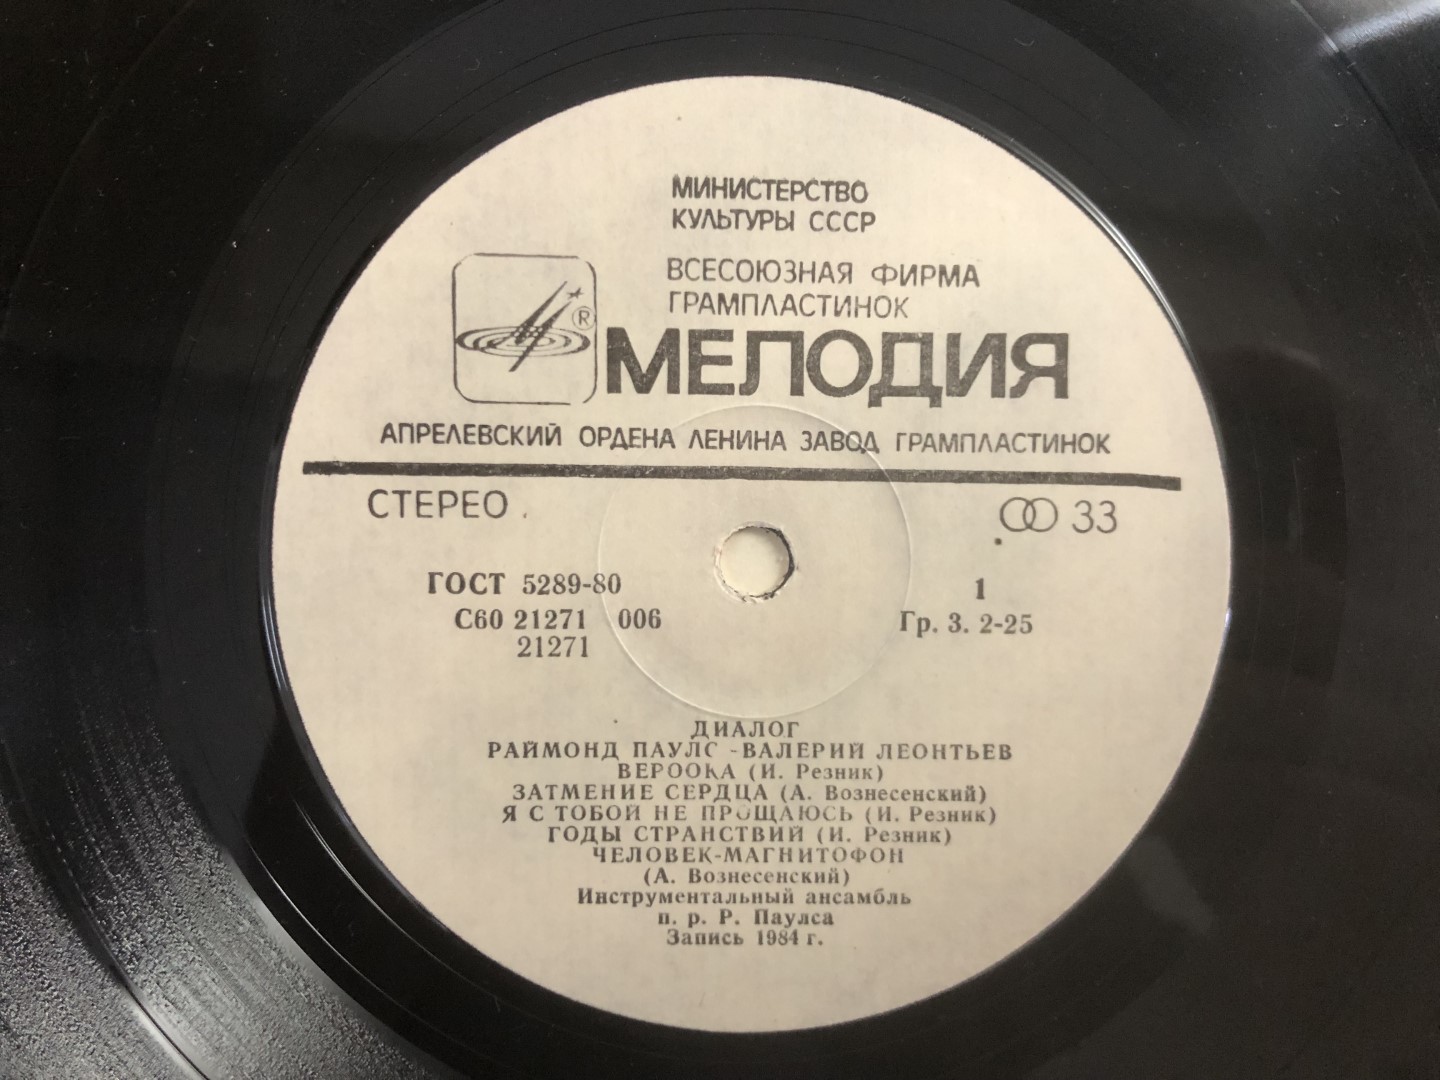 МИНИСТЕРСТВО
КУЛЬТУРЫ СССР
ВСЕСОЮЗНАЯ ФИРМА
ГРАМПЛАСТИНОК
®
МЕЛОДИЯ
АПРЕЛЕВСКИЙ ОРДЕНА ЛЕНИНА ЗАВОД ГРАМПЛАСТИНОК
СТЕРЕО 33
ГОСТ 5289-80 1
С60 21271 006 Гр. 3. 2-25
21271
ДИАЛОГ
РАЙМОНД ПАУЛС - ВАЛЕРИЙ ЛЕОНТЬЕВ
ВЕРООКА (И. Резник)
ЗАТМЕНИЕ СЕРДЦА (А. Вознесенский)
Я С ТОБОЙ НЕ ПРОЩАЮСЬ (И. Резник)
ГОДЫ СТРАНСТВИЙ (И. Резник)
ЧЕЛОВЕК-МАГНИТОФОН
(А. Вознесенский)
Инструментальный ансамбль
п. р. Р. Паулса
Запись 1984 г.